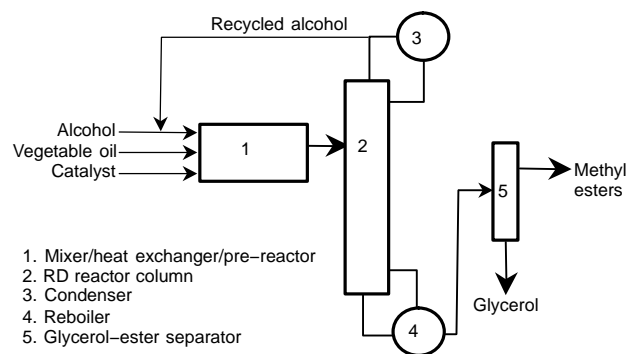 Recycled alcohol
3
Alcohol
Vegetable oil
Catalyst
1
2
5
Methyl
esters
Glycerol
4
1. Mixer/heat exchanger/pre−reactor
2. RD reactor column
3. Condenser
4. Reboiler
5. Glycerol−ester separator